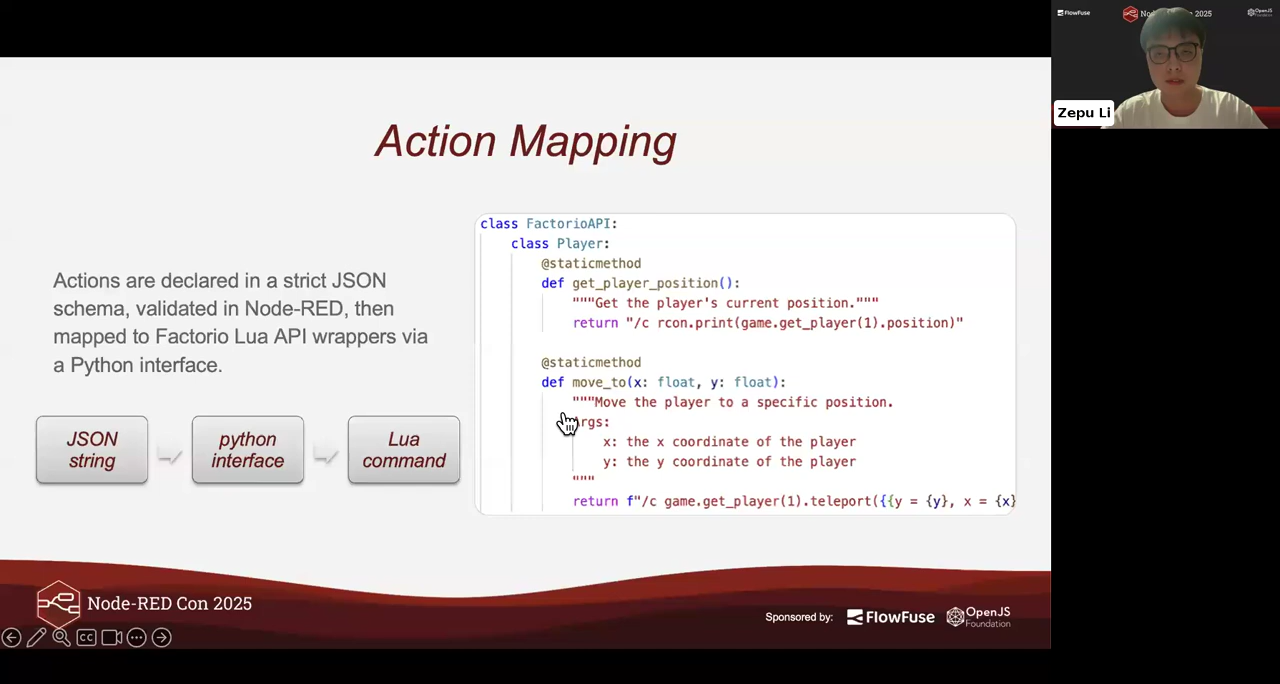 Action Mapping
Actions are declared in a strict JSON
schema, validated in Node-RED, then
mapped to Factorio Lua API wrappers via
a Python interface.
JSON
string
python
interface
Lua
command
class FactorioAPI:
class Player:
@staticmethod
def get_player_position():
"""Get the player's current position."""
return "/c rcon.print(game.get_player(1).position)"
@staticmethod
def move_to(x: float, y: float):
"""Move the player to a specific position.
Args:
x: the x coordinate of the player
y: the y coordinate of the player
"""
return f"/c game.get_player(1).teleport({{y = {y}, x = {x}
Node-RED Con 2025
Sponsored by:
FlowFuse
OpenJS
Foundation
CC
FlowFuse
2025
OpenJS
Foundation
Zepu Li